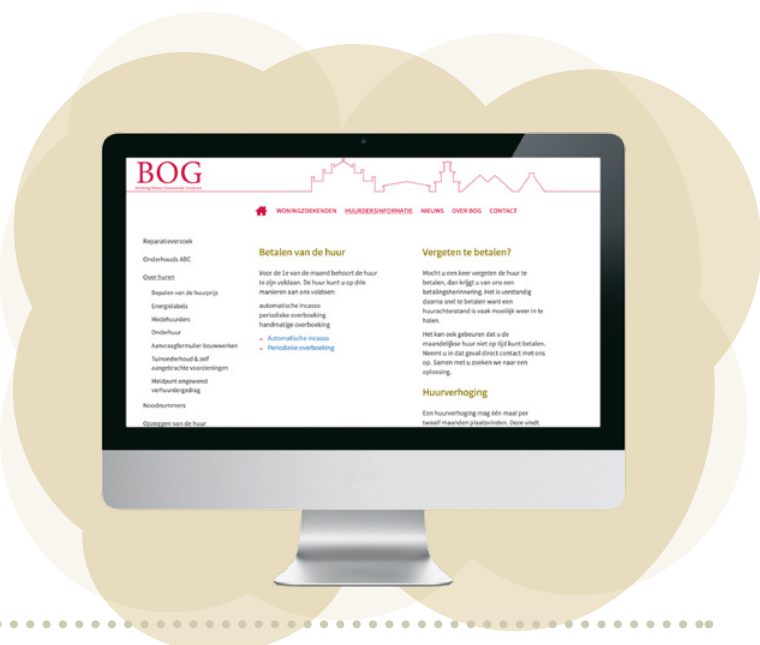 BOG
WONINGZOEKENDEN HUURDERSINFORMATIE NIEUWS OVER BOG CONTACT
Reparatieverzoek
Onderhouds ABC
Over huren
Bepalen van de huurprijs
Energielabels
Medehuurders
Onderhuur
Aanvraagformulier bouwwerken
Tuinonderhoud & zelf
aangebrachte voorzieningen
Meldpunt ongewenst
verhuurdergedrag
Noodnummers
Opzeggen van de huur
Betalen van de huur
Voor de 1e van de maand behoort de huur
te zijn voldaan. De huur kunt u op drie
manieren aan ons voldoen:
automatische incasso
periodieke overboeking
handmatige overboeking
Automatische incasso
Periodieke overboeking
Vergeten te betalen?
Mocht u een keer vergeten de huur te
betalen, dan krijgt u van ons een
betalingsherinnering. Het is verstandig
daarna snel te betalen want een
huurachterstand is vaak moeilijk weer in te
halen.
Het kan ook gebeuren dat u de
maandelijkse huur niet op tijd kunt betalen.
Neemt u in dat geval direct contact met ons
op. Samen met u zoeken we naar een
oplossing.
Huurverhoging
Een huurverhoging mag één maal per
twaalf maanden plaatsvinden. Deze vindt